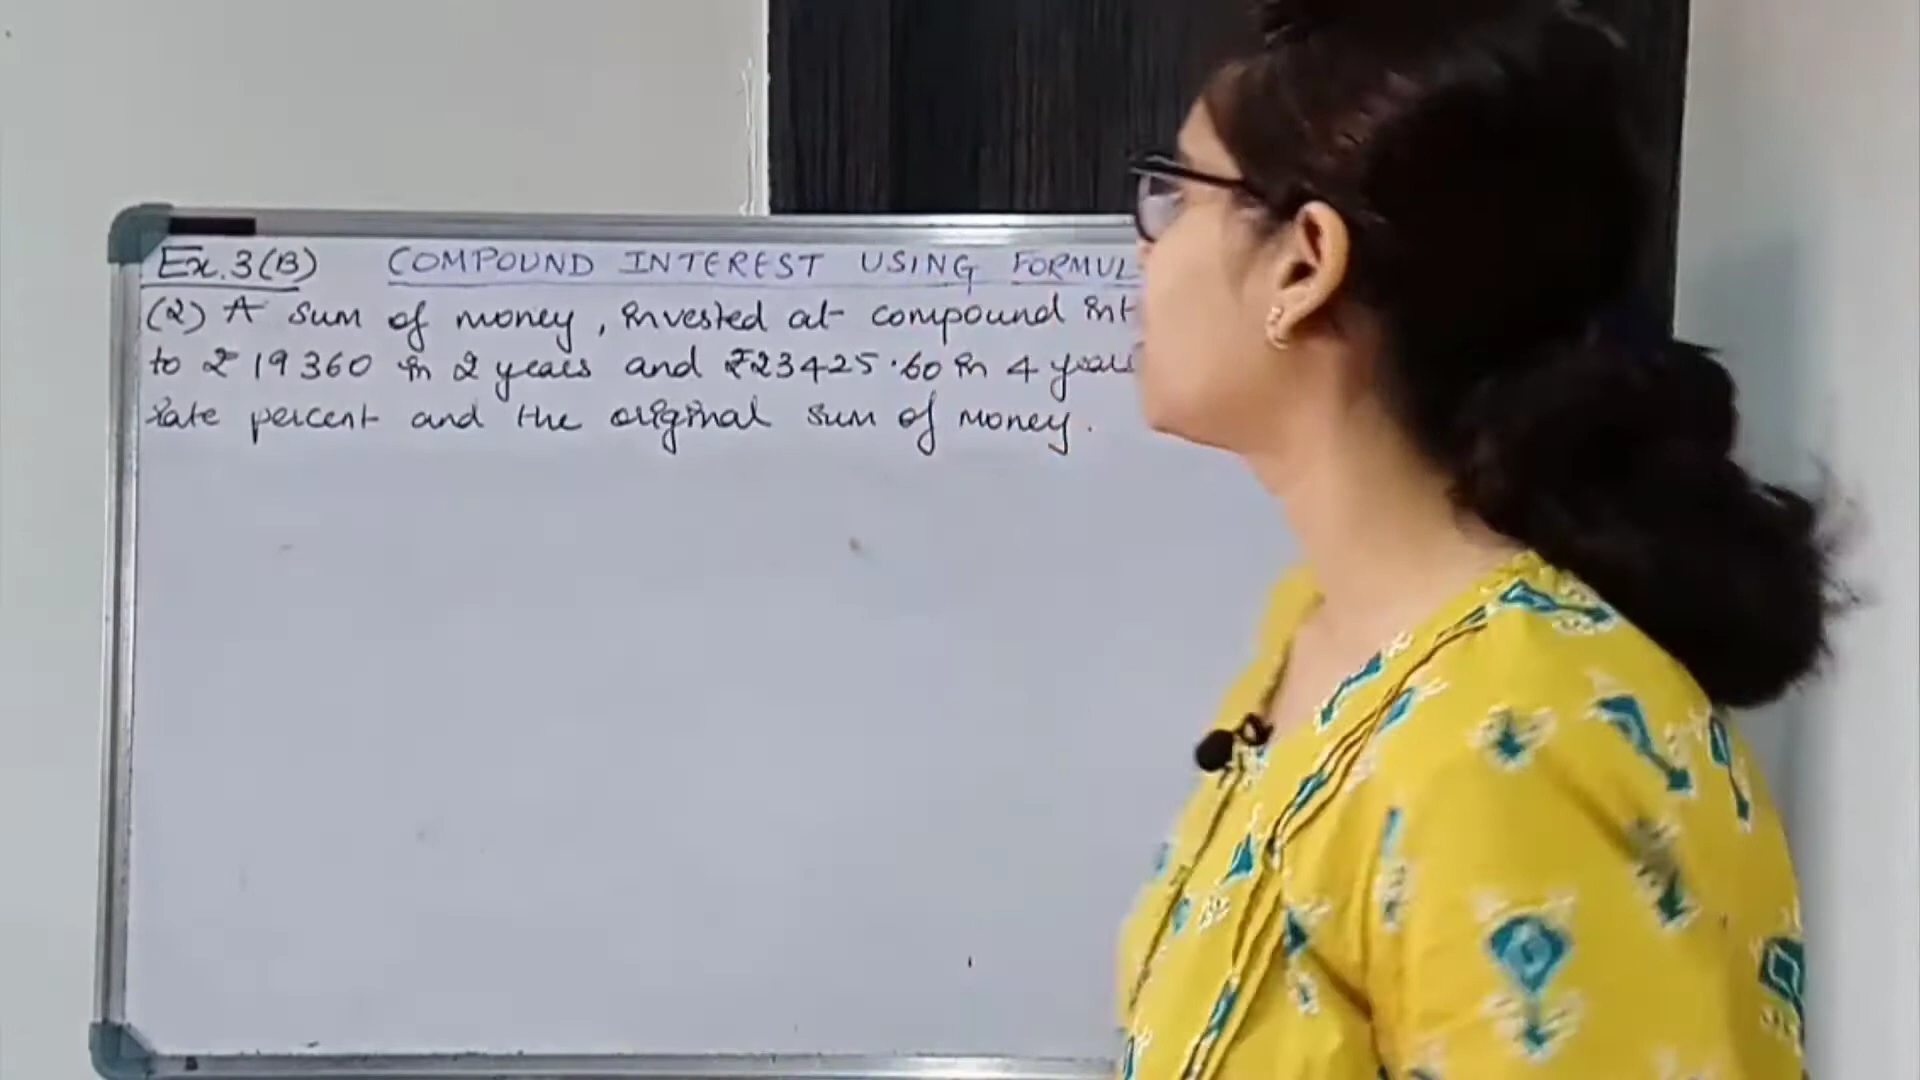 Ex. 3(B) COMPOUND INTEREST USING FORMUL
(2) A sum of money, invested at compound int
to ₹ 19360 in 2 years and ₹23425.60 in 4 years
rate percent and the original sum of money.